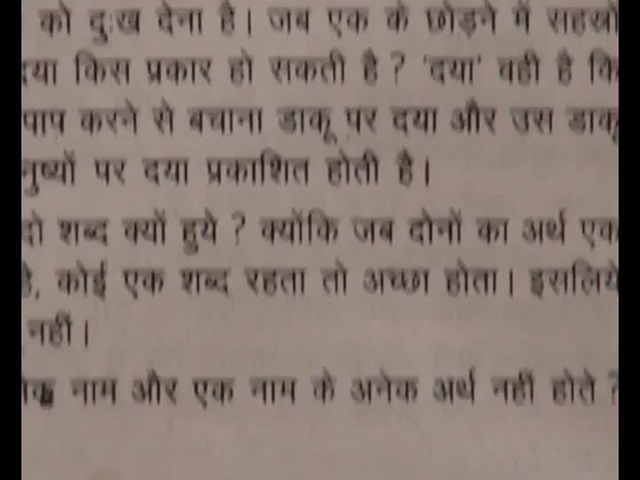 को दुःख देना है। जब एक के छोड़ने में सहस्रों
किस प्रकार हो सकती है ? 'दया' वही है कि
पाप करने से बचाना डाकू पर दया और उस डाकू
पर दया प्रकाशित होती है।
दो शब्द क्यों हुये ? क्योंकि जब दोनों का अर्थ एक
है, कोई एक शब्द रहता तो अच्छा होता। इसलिये
नहीं।
नाम और एक नाम के अनेक अर्थ नहीं होते ?